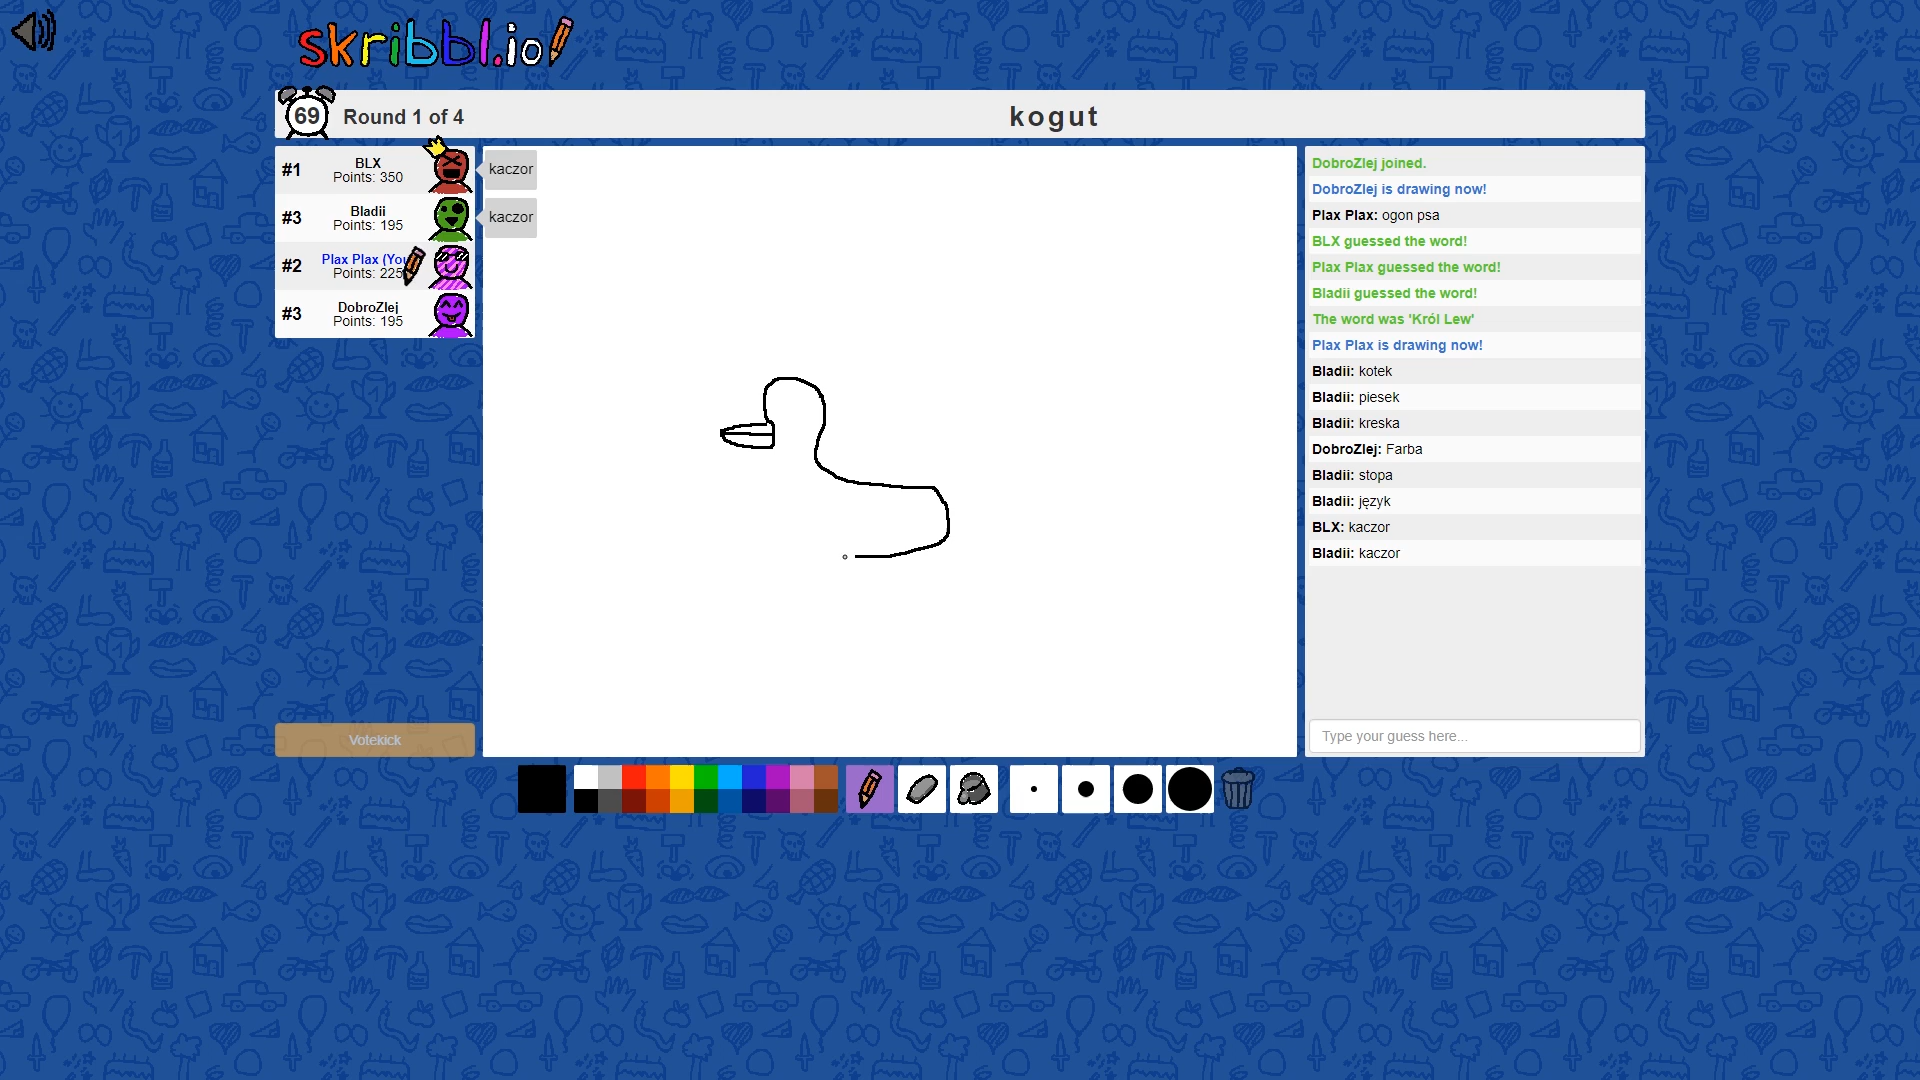 skribbl.io
69
Round 1 of 4
kogut
#1
BLX
Points: 350
kaczor
#3
Bladii
Points: 195
kaczor
#2
Plax Plax (You
Points: 225
#3
DobroZlej
Points: 195
Votekick
DobroZlej joined.
DobroZlej is drawing now!
Plax Plax: ogon psa
BLX guessed the word!
Plax Plax guessed the word!
Bladii guessed the word!
The word was 'Król Lew'
Plax Plax is drawing now!
Bladii: kotek
Bladii: piesek
Bladii: kreska
DobroZlej: Farba
Bladii: stopa
Bladii: język
BLX: kaczor
Bladii: kaczor
Type your guess here...